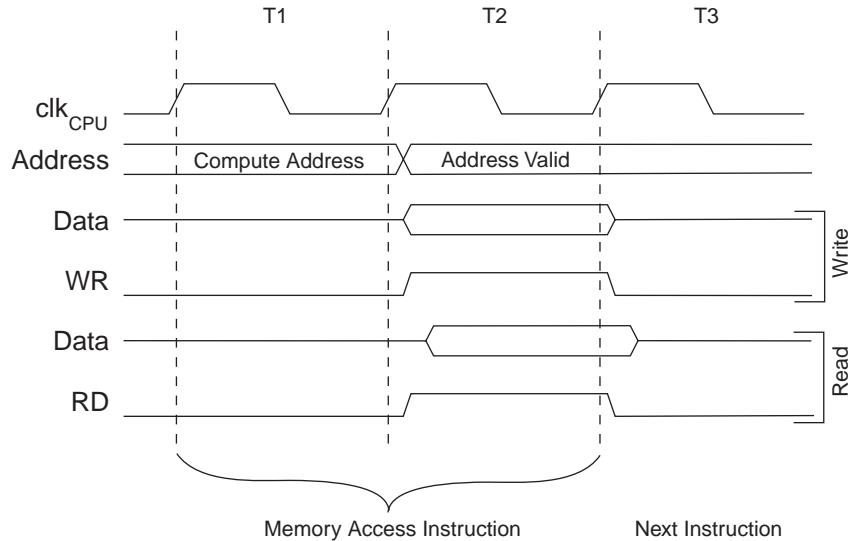 T1 T2 T3
clkCPU
Address Compute Address Address Valid
Data
WR
Write
Data
RD
Read
Memory Access Instruction Next Instruction